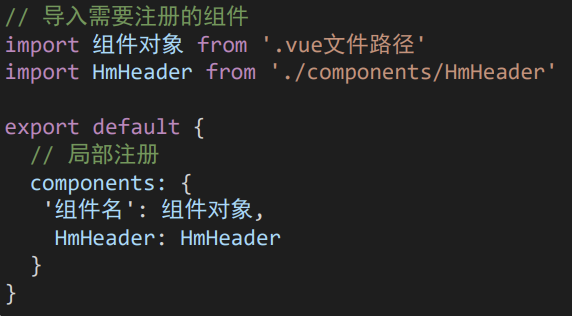 // 导入需要注册的组件
import 组件对象 from '.vue文件路径'
import HmHeader from './components/HmHeader'

export default {
  // 局部注册
  components: {
   '组件名': 组件对象,
    HmHeader: HmHeader
  }
}